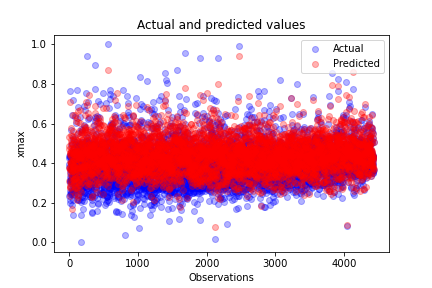 Actual and predicted values
Actual
Predicted
1.0
0.8
0.6
0.4
0.2
0.0
xmax
0 1000 2000 3000 4000
Observations